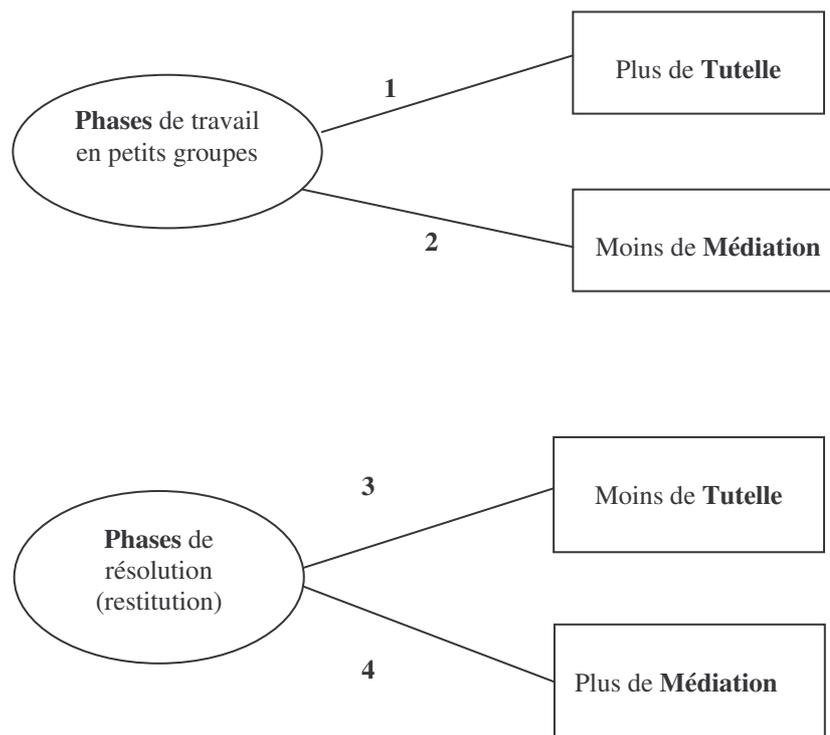 Phases de travail
en petits groupes
1
Plus de Tutelle
2
Moins de Médiation
Phases de
résolution
(restitution)
3
Moins de Tutelle
4
Plus de Médiation